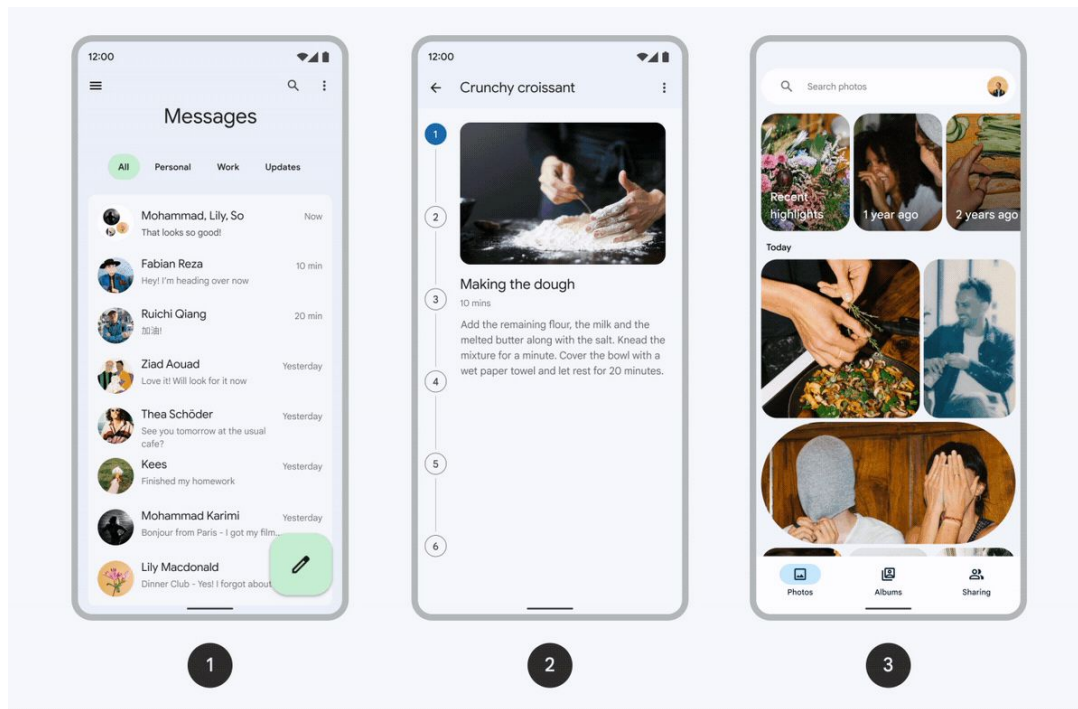 12:00
Messages
All Personal Work Updates
Mohammad, Lily, So Now
That looks so good!
Fabian Reza 10 min
Hey! I'm heading over now
Ruichi Qiang 20 min
加油!
Ziad Aouad Yesterday
Love it! Will look for it now
Thea Schöder Yesterday
See you tomorrow at the usual
cafe?
Kees Yesterday
Finished my homework
Mohammad Karimi Yesterday
Bonjour from Paris - I got my film...
Lily Macdonald
Dinner Club - Yes! I forgot about
1
12:00
Crunchy croissant
1
2
3
4
5
6
Making the dough
10 mins
Add the remaining flour, the milk and the
melted butter along with the salt. Knead the
mixture for a minute. Cover the bowl with a
wet paper towel and let rest for 20 minutes.
2
Search photos
Recent
highlights
1 year ago
2 years ago
Today
Photos Albums Sharing
3